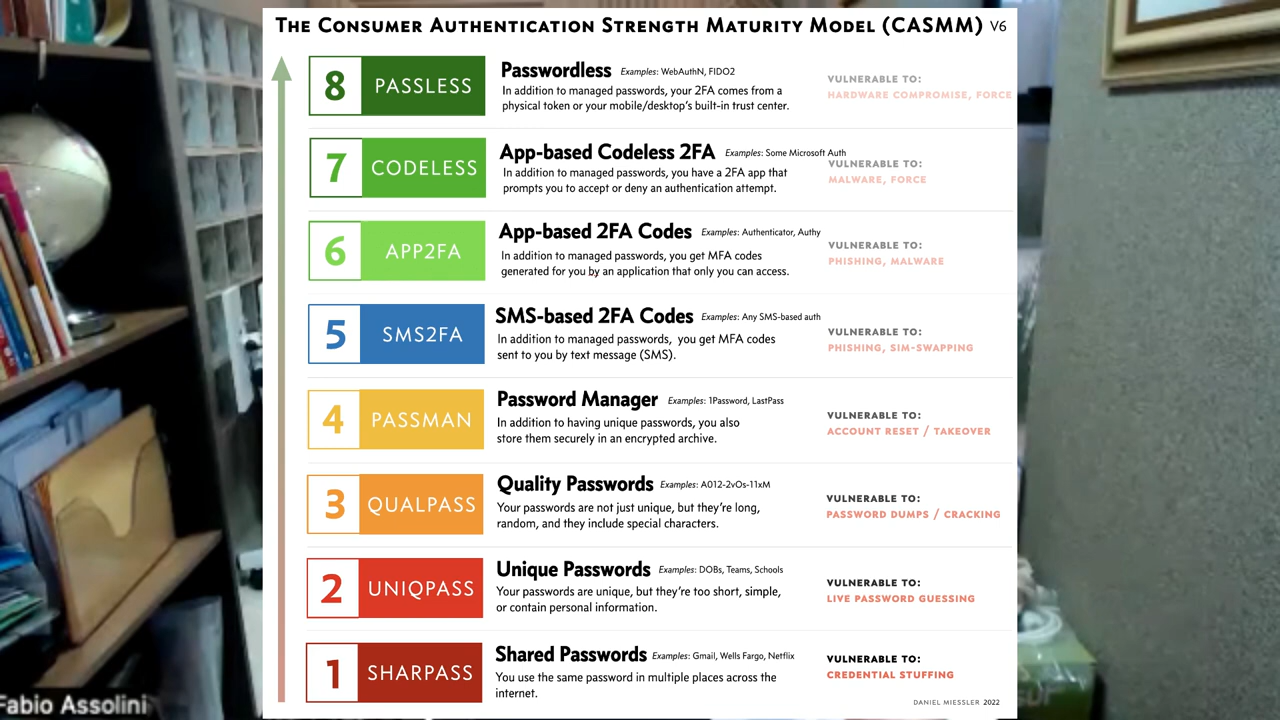 The Consumer Authentication Strength Maturity Model (CASMM) V6
8 PASSLESS
Passwordless Examples: WebAuthN, FIDO2
In addition to managed passwords, your 2FA comes from a
physical token or your mobile/desktop's built-in trust center.
VULNERABLE TO:
HARDWARE COMPROMISE, FORCE
7 CODELESS
App-based Codeless 2FA Examples: Some Microsoft Auth
In addition to managed passwords, you have a 2FA app that
prompts you to accept or deny an authentication attempt.
VULNERABLE TO:
MALWARE, FORCE
6 APP2FA
App-based 2FA Codes Examples: Authenticator, Authy
In addition to managed passwords, you get MFA codes
generated for you by an application that only you can access.
VULNERABLE TO:
PHISHING, MALWARE
5 SMS2FA
SMS-based 2FA Codes Examples: Any SMS-based auth
In addition to managed passwords, you get MFA codes
sent to you by text message (SMS).
VULNERABLE TO:
PHISHING, SIM-SWAPPING
4 PASSMAN
Password Manager Examples: 1Password, LastPass
In addition to having unique passwords, you also
store them securely in an encrypted archive.
VULNERABLE TO:
ACCOUNT RESET / TAKEOVER
3 QUALPASS
Quality Passwords Examples: A012-2vOs-11xM
Your passwords are not just unique, but they're long,
random, and they include special characters.
VULNERABLE TO:
PASSWORD DUMPS / CRACKING
2 UNIQPASS
Unique Passwords Examples: DOBs, Teams, Schools
Your passwords are unique, but they're too short, simple,
or contain personal information.
VULNERABLE TO:
LIVE PASSWORD GUESSING
1 SHARPASS
Shared Passwords Examples: Gmail, Wells Fargo, Netflix
You use the same password in multiple places across the
internet.
VULNERABLE TO:
CREDENTIAL STUFFING
DANIEL MIESSLER 2022
Fabio Assolini